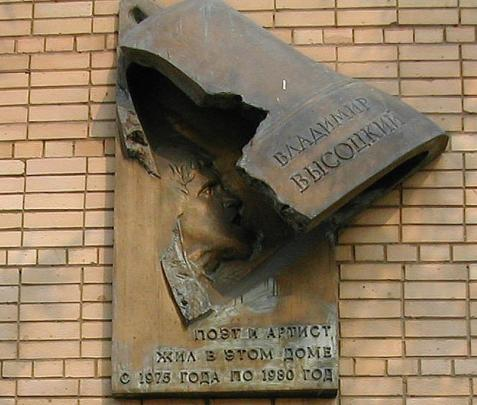 ВЛАДИМИР
ВЫСОЦКИЙ
ПОЭТ И АРТИСТ
ЖИЛ В ЭТОМ ДОМЕ
С 1975 ГОДА ПО 1980 ГОД